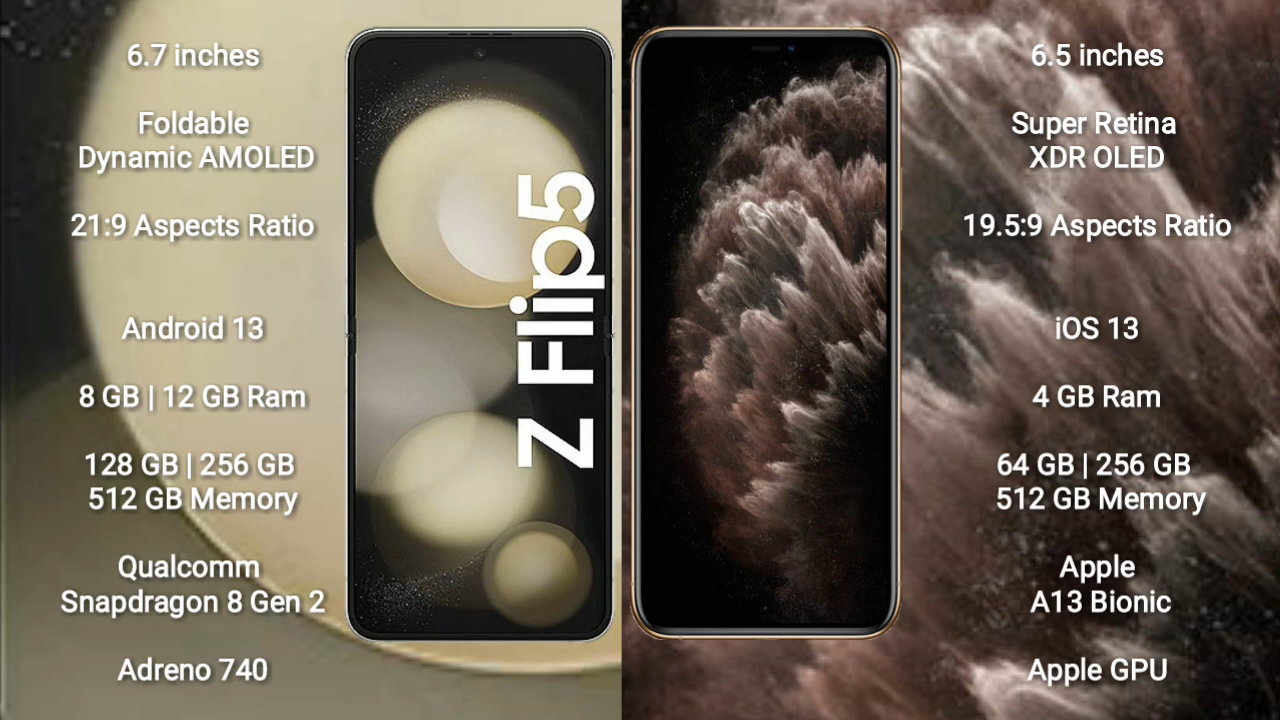 6.7 inches
Foldable
Dynamic AMOLED
21:9 Aspects Ratio
Android 13
8 GB | 12 GB Ram
128 GB | 256 GB
512 GB Memory
Qualcomm
Snapdragon 8 Gen 2
Adreno 740
Z Flip5
6.5 inches
Super Retina
XDR OLED
19.5:9 Aspects Ratio
iOS 13
4 GB Ram
64 GB | 256 GB
512 GB Memory
Apple
A13 Bionic
Apple GPU